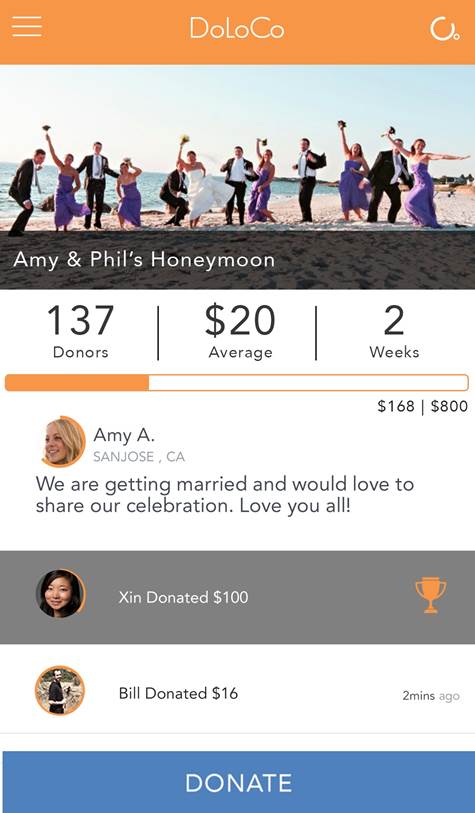 DoLoCo
Amy & Phil's Honeymoon
137
Donors
$20
Average
2
Weeks
$168 | $800
Amy A.
SANJOSE , CA
We are getting married and would love to
share our celebration. Love you all!
Xin Donated $100
Bill Donated $16
2mins ago
DONATE